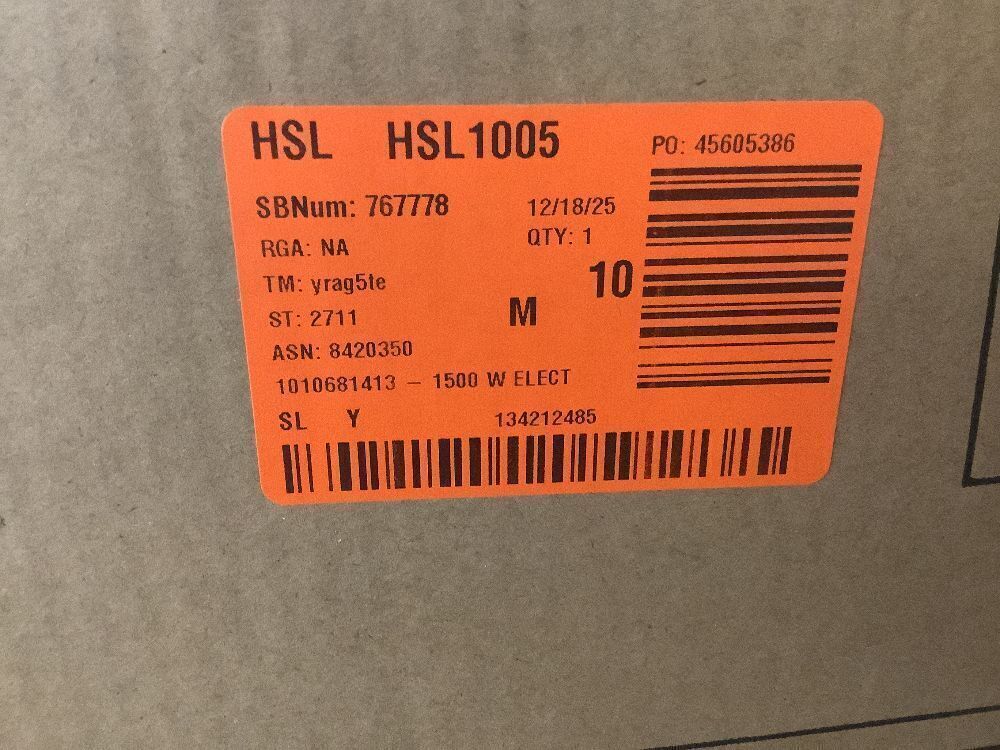 HSL HSL1005 PO: 45605386
SBNum: 767778 12/18/25
RGA: NA QTY: 1
TM: yrag5te 10
ST: 2711 M
ASN: 8420350
1010681413 – 1500 W ELECT
SL Y 134212485